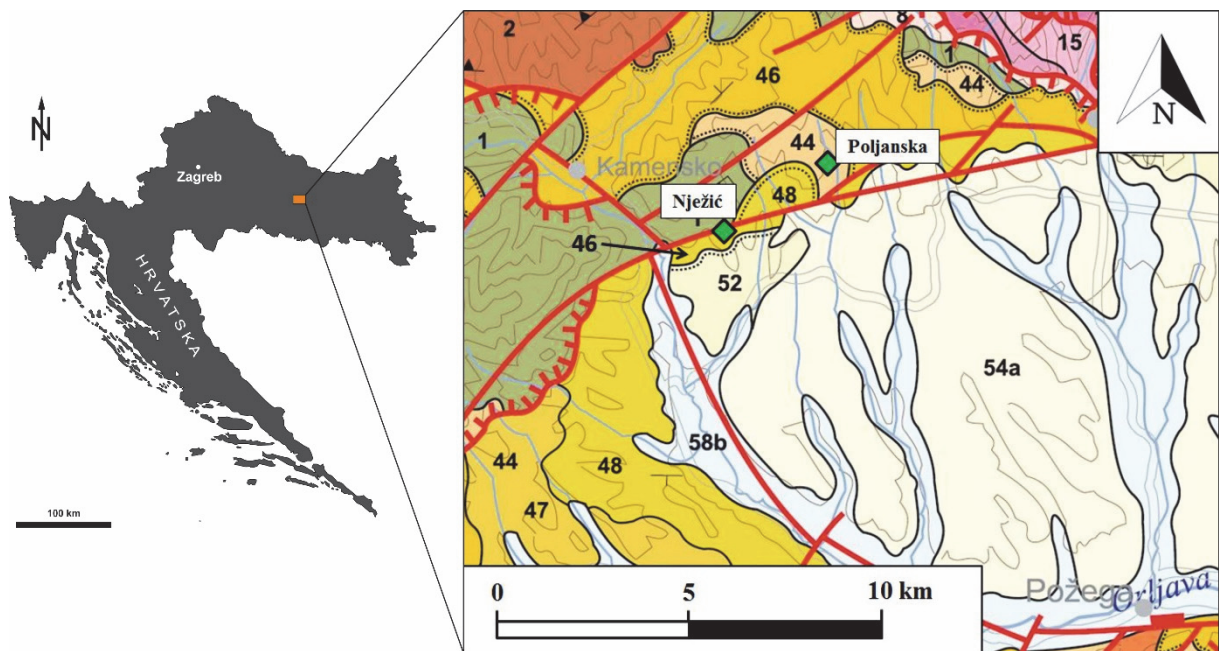 N
Zagreb
HRVATSKA
100 km
2
8
15
1
46
44
N
1
Kamensko
44
Poljanska
Nježić
1
48
46
52
54a
58b
44
48
47
0 5 10 km
Požega
Orljava